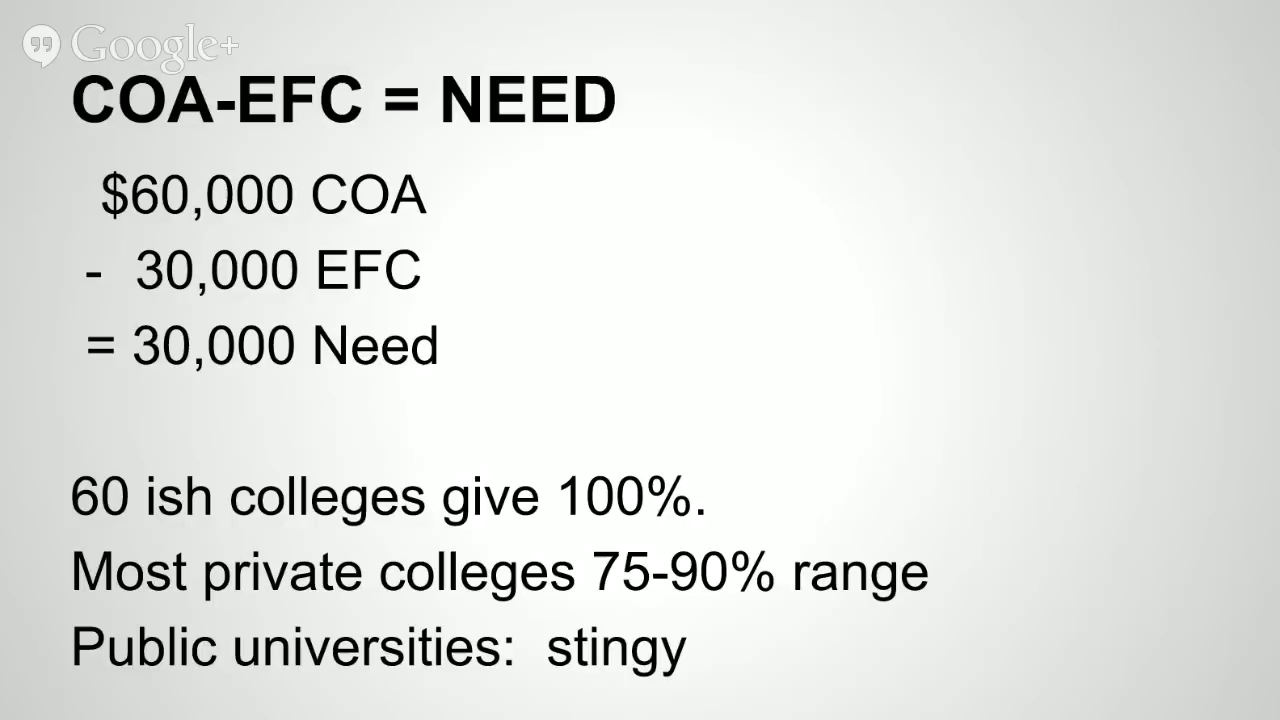 Google+
COA-EFC = NEED
$60,000 COA
- 30,000 EFC
= 30,000 Need
60 ish colleges give 100%.
Most private colleges 75-90% range
Public universities: stingy